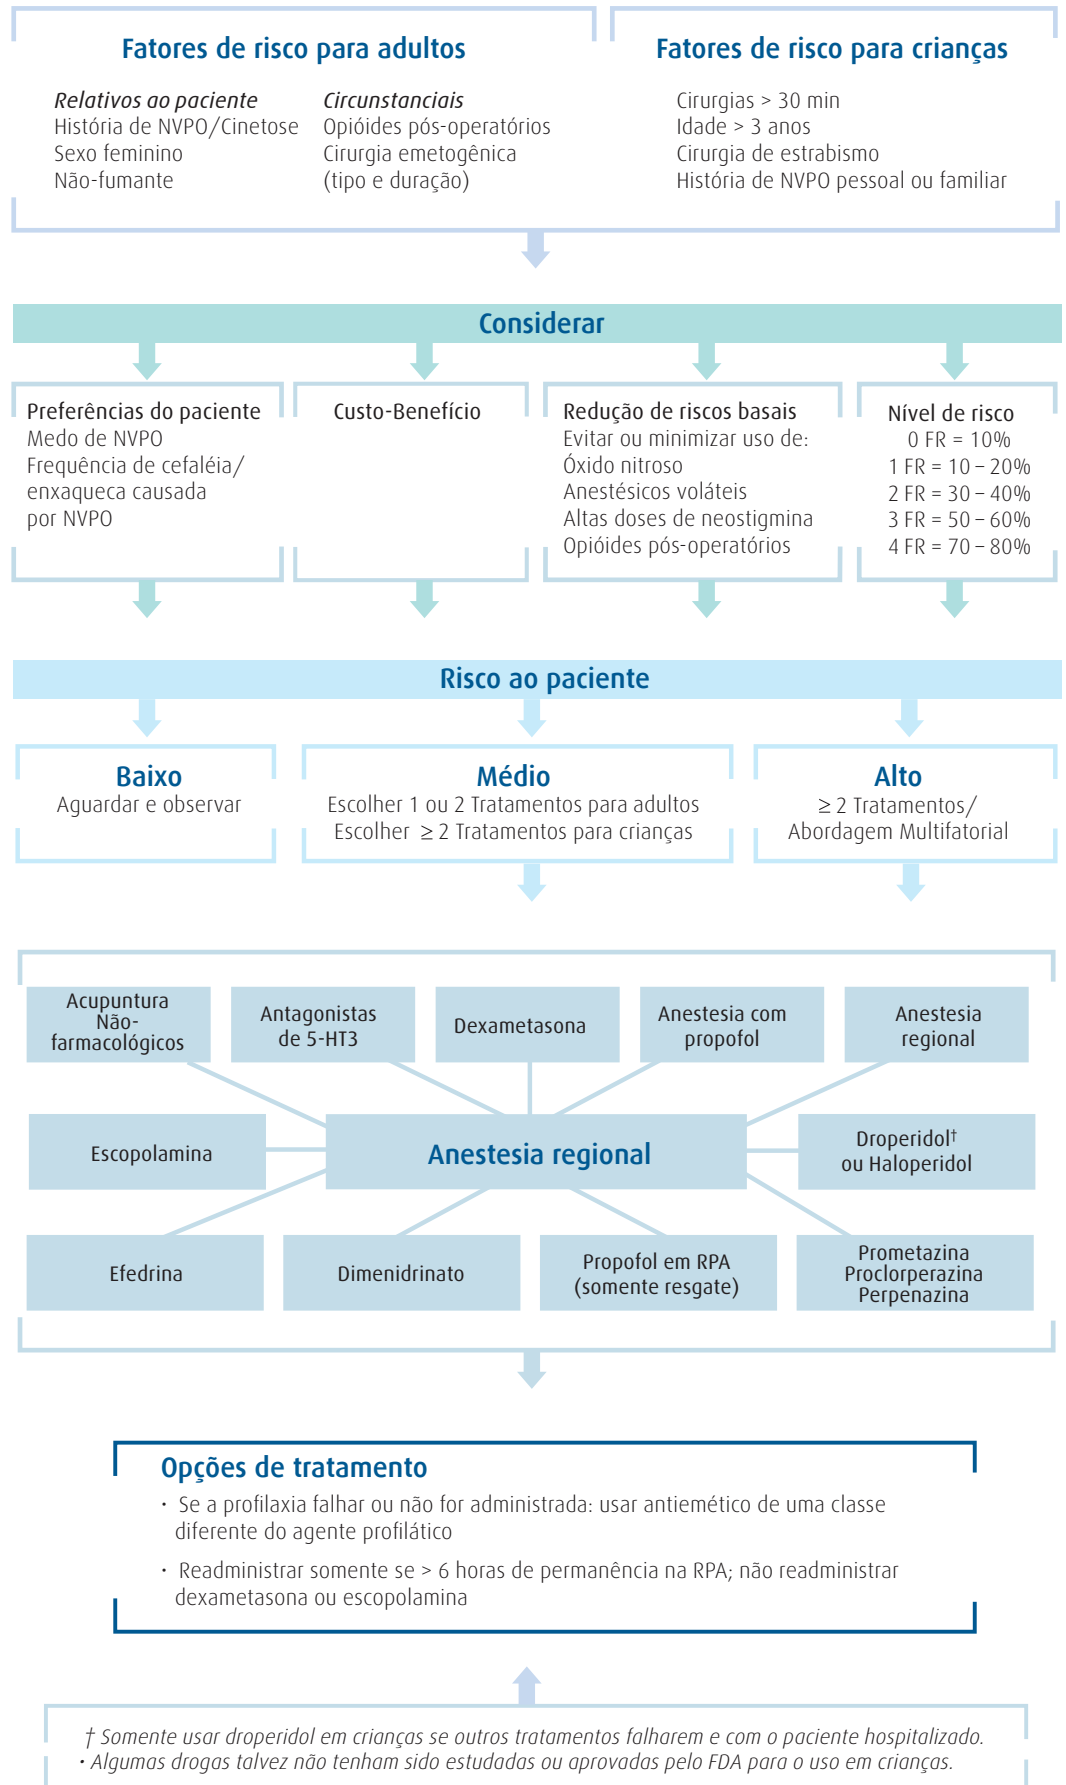 Fatores de risco para adultos
Relativos ao paciente
História de NVPO/Cinetose
Sexo feminino
Não-fumante
Circunstanciais
Opióides pós-operatórios
Cirurgia emetogênica
(tipo e duração)
Fatores de risco para crianças
Cirurgias > 30 min
Idade > 3 anos
Cirurgia de estrabismo
História de NVPO pessoal ou familiar
Considerar
Preferências do paciente
Medo de NVPO
Frequência de cefaléia/
enxaqueca causada
por NVPO
Custo-Benefício
Redução de riscos basais
Evitar ou minimizar uso de:
Óxido nitroso
Anestésicos voláteis
Altas doses de neostigmina
Opióides pós-operatórios
Nível de risco
0 FR = 10%
1 FR = 10 – 20%
2 FR = 30 – 40%
3 FR = 50 – 60%
4 FR = 70 – 80%
Risco ao paciente
Baixo
Aguardar e observar
Médio
Escolher 1 ou 2 Tratamentos para adultos
Escolher ≥ 2 Tratamentos para crianças
Alto
≥ 2 Tratamentos/
Abordagem Multifatorial
Acupuntura
Não-
farmacológicos
Antagonistas
de 5-HT3
Dexametasona
Anestesia com
propofol
Anestesia
regional
Escopolamina
Anestesia regional
Droperidol†
ou Haloperidol
Efedrina
Dimenidrinato
Propofol em RPA
(somente resgate)
Prometazina
Proclorperazina
Perpenazina
Opções de tratamento
• Se a profilaxia falhar ou não for administrada: usar antiemético de uma classe
diferente do agente profilático
• Readministrar somente se > 6 horas de permanência na RPA; não readministrar
dexametasona ou escopolamina
† Somente usar droperidol em crianças se outros tratamentos falharem e com o paciente hospitalizado.
• Algumas drogas talvez não tenham sido estudadas ou aprovadas pelo FDA para o uso em crianças.